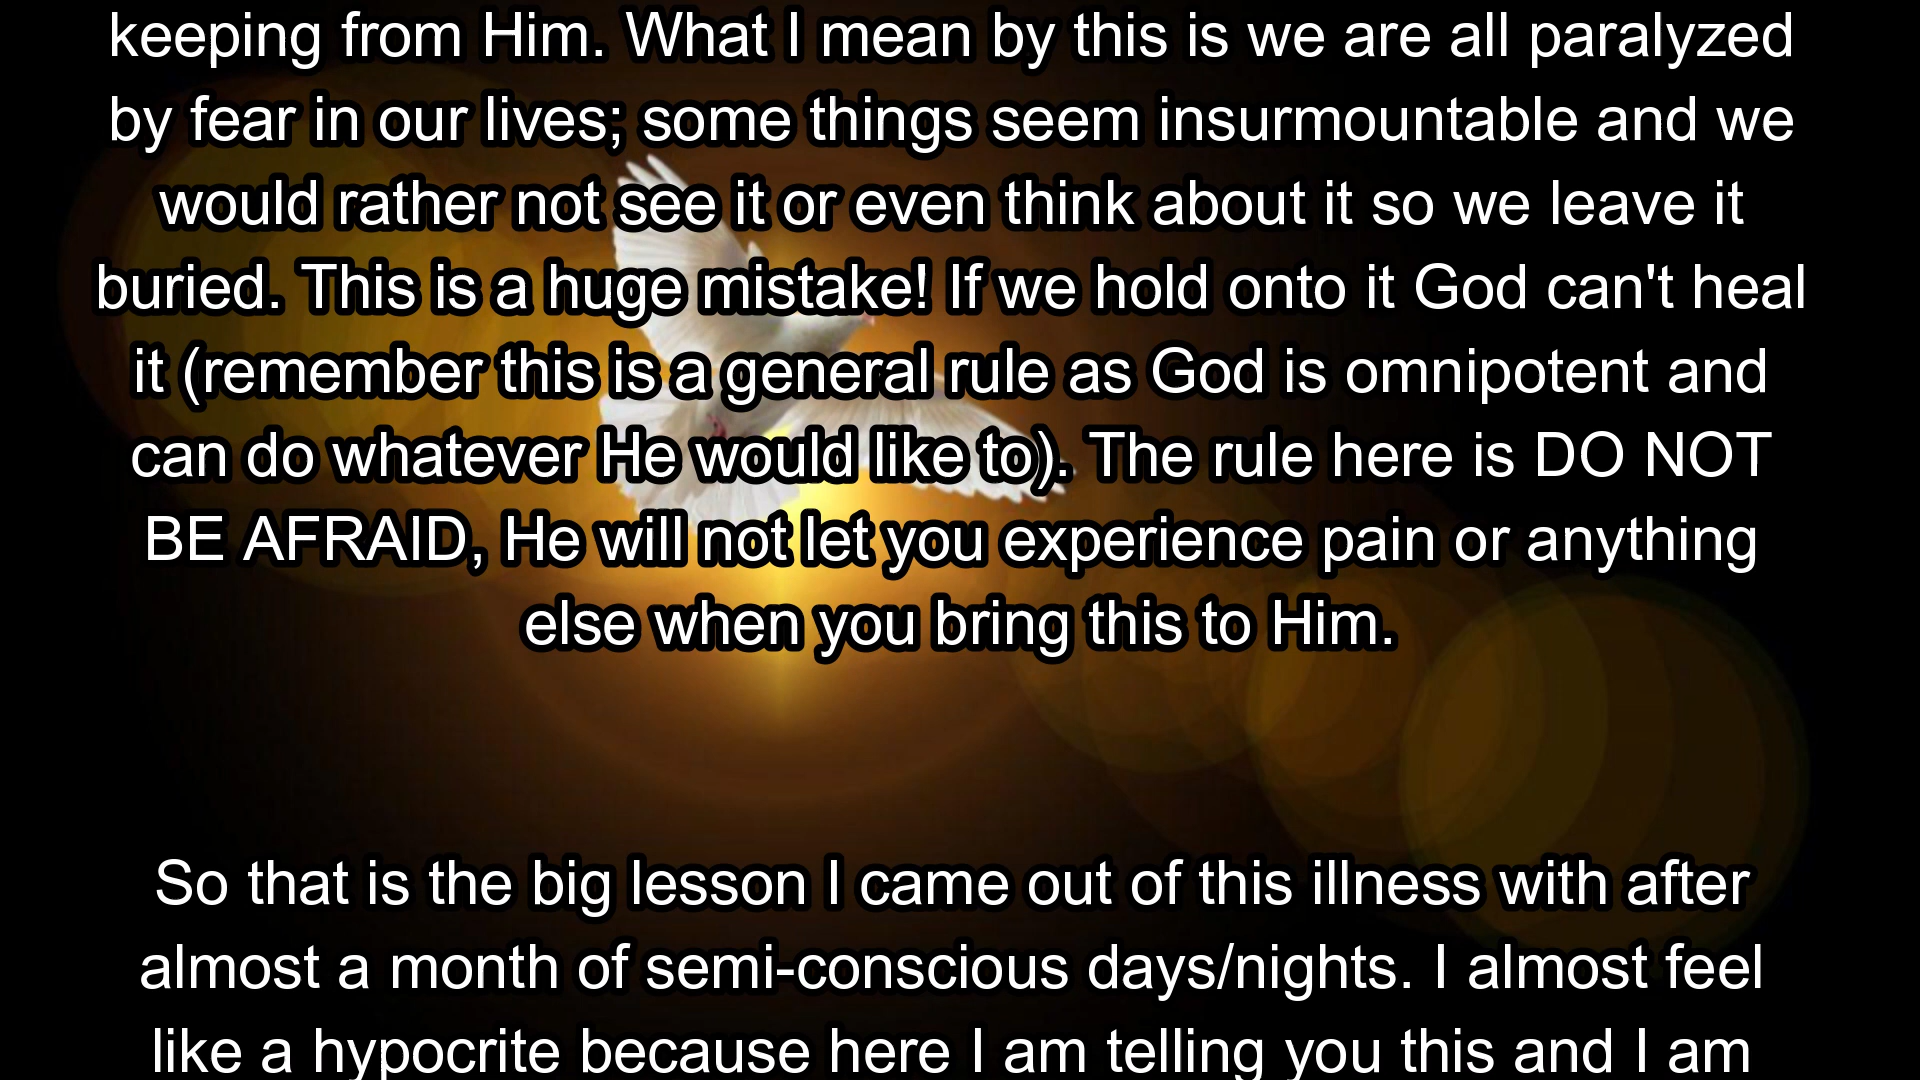 keeping from Him. What I mean by this is we are all paralyzed
by fear in our lives; some things seem insurmountable and we
would rather not see it or even think about it so we leave it
buried. This is a huge mistake! If we hold onto it God can't heal
it (remember this is a general rule as God is omnipotent and
can do whatever He would like to). The rule here is DO NOT
BE AFRAID, He will not let you experience pain or anything
else when you bring this to Him.
So that is the big lesson I came out of this illness with after
almost a month of semi-conscious days/nights. I almost feel
like a hypocrite because here I am telling you this and I am